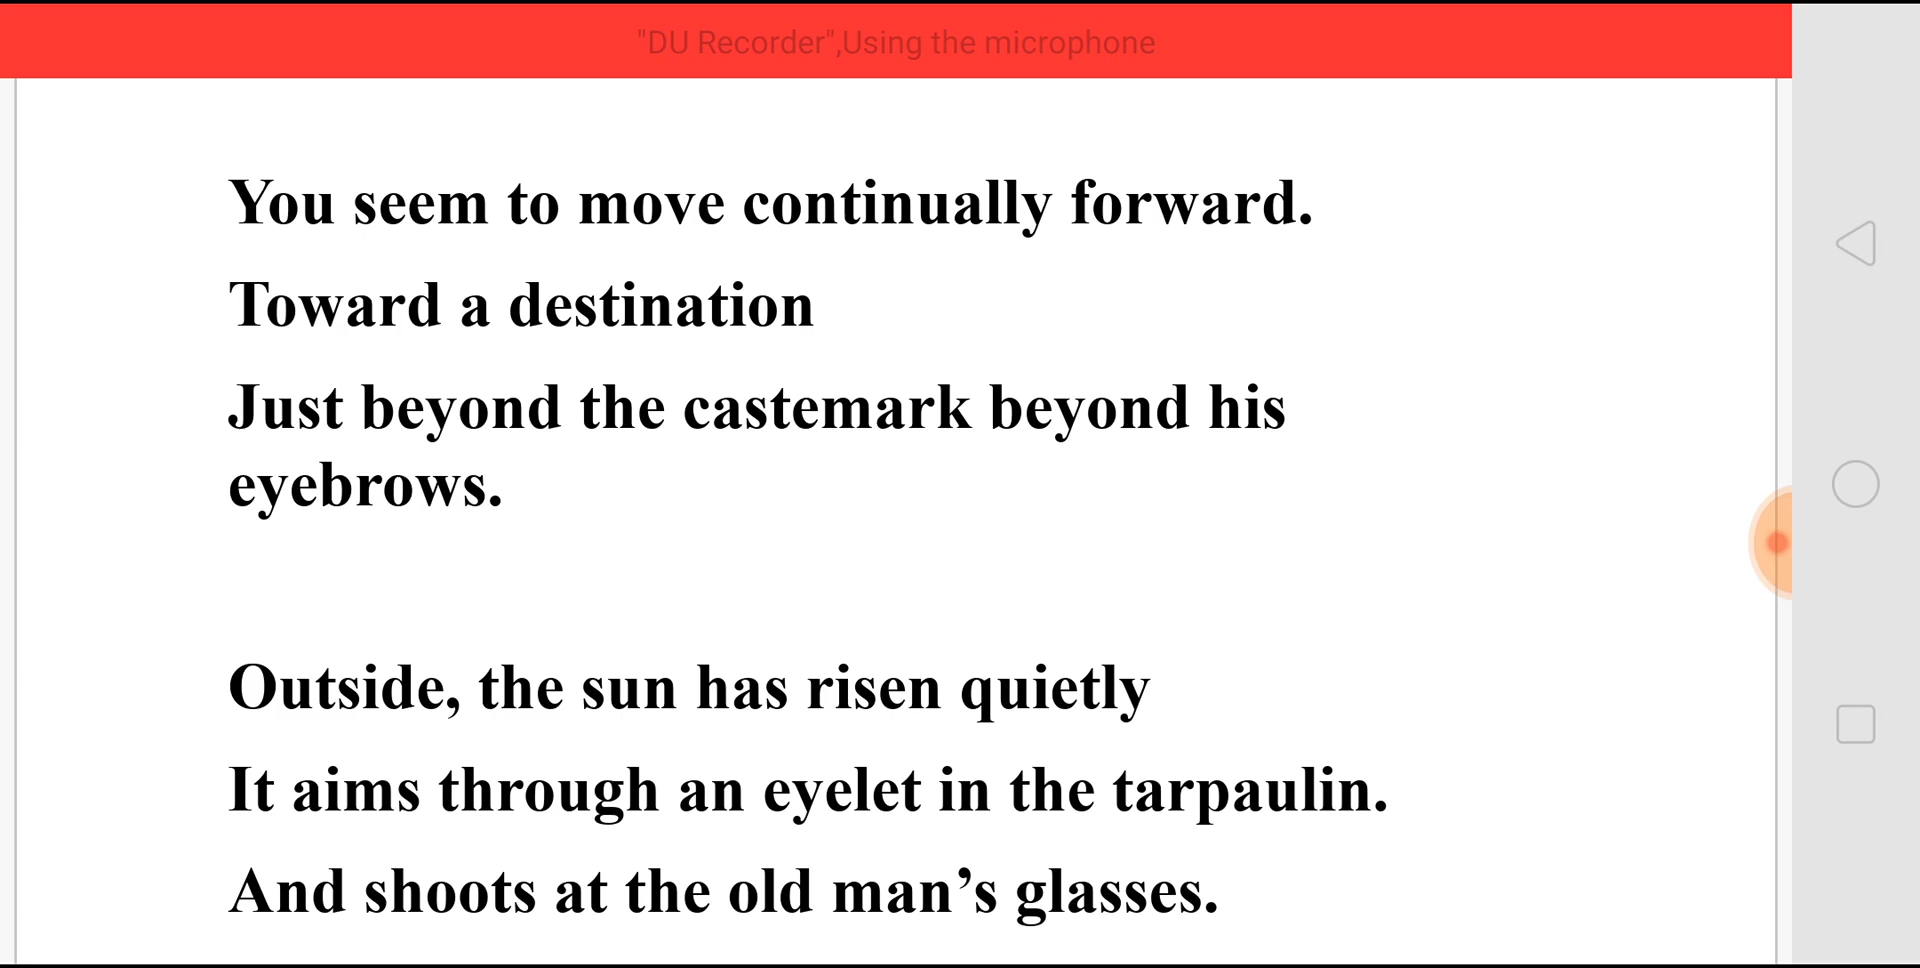 "DU Recorder",Using the microphone
You seem to move continually forward.
Toward a destination
Just beyond the castemark beyond his
eyebrows.
Outside, the sun has risen quietly
It aims through an eyelet in the tarpaulin.
And shoots at the old man’s glasses.